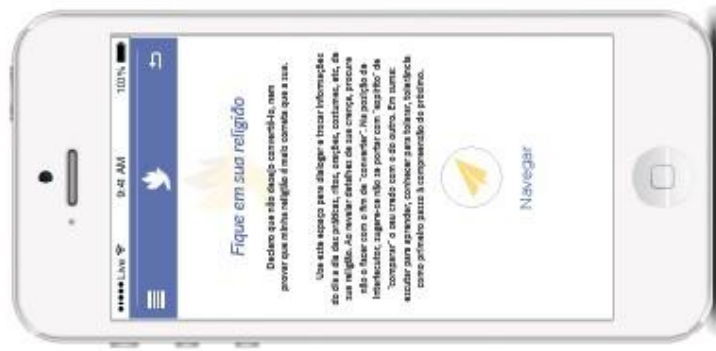 Live 9:41 AM 100%
Fique em sua religião
Declaro que não desejo convertê-lo, nem
provar que minha religião é mais correta que a sua.
Use este espaço para dialogar e trocar informações
do dia a dia das práticas, ritos, orações, costumes, etc, de
sua religião. Ao revelar detalhes de sua crença, procure
não o fazer com o fim de "converter". Na posição de
interlocutor, sugere-se não se portar com "espírito" de
"comparar" o seu credo com o do outro. Em suma:
escutar para aprender, conhecer para tolerar, tolerância
como primeiro passo à compreensão do próximo.
Navegar